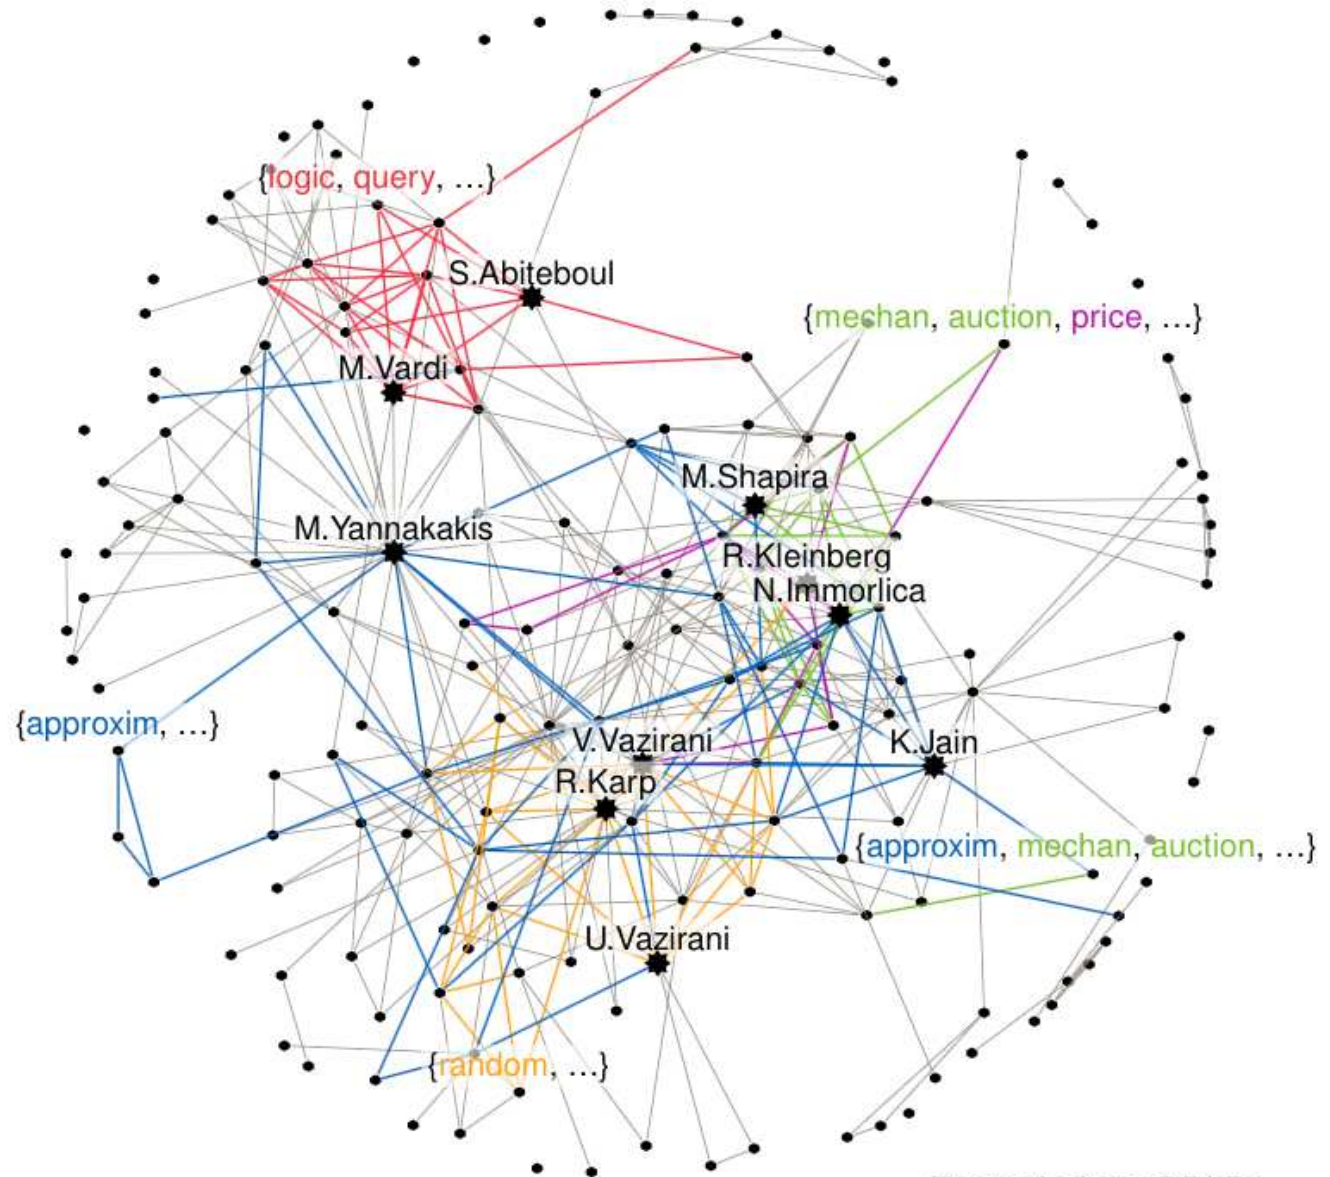 {logic, query, ...}
S.Abiteboul
{mechan, auction, price, ...}
M.Vardi
M.Shapira
M.Yannakakis
R.Kleinberg
N.Immorlica
{approxim, ...}
V.Vazirani
K.Jain
R.Karp
{approxim, mechan, auction, ...}
U.Vazirani
{random, ...}